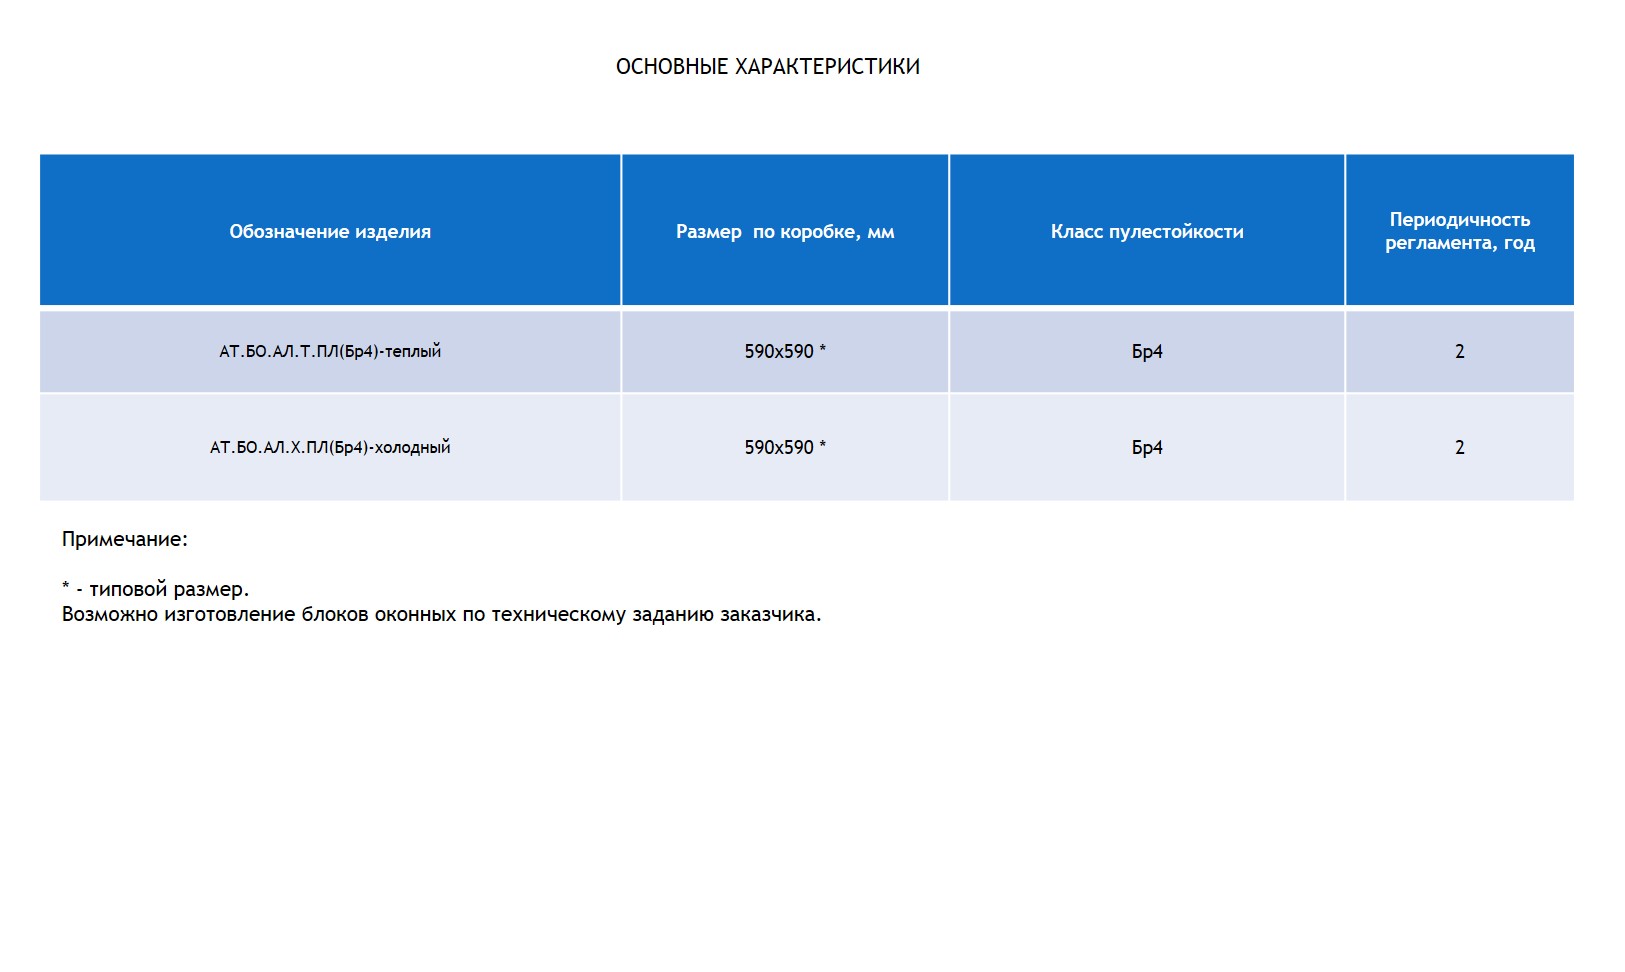 ОСНОВНЫЕ ХАРАКТЕРИСТИКИ
Обозначение изделия
Размер по коробке, мм
Класс пулестойкости
Периодичность
регламента, год
АТ.БО.АЛ.Т.ПЛ(Бр4)-теплый
590х590 *
Бр4
2
АТ.БО.АЛ.Х.ПЛ(Бр4)-холодный
590х590 *
Бр4
2
Примечание:
* - типовой размер.
Возможно изготовление блоков оконных по техническому заданию заказчика.